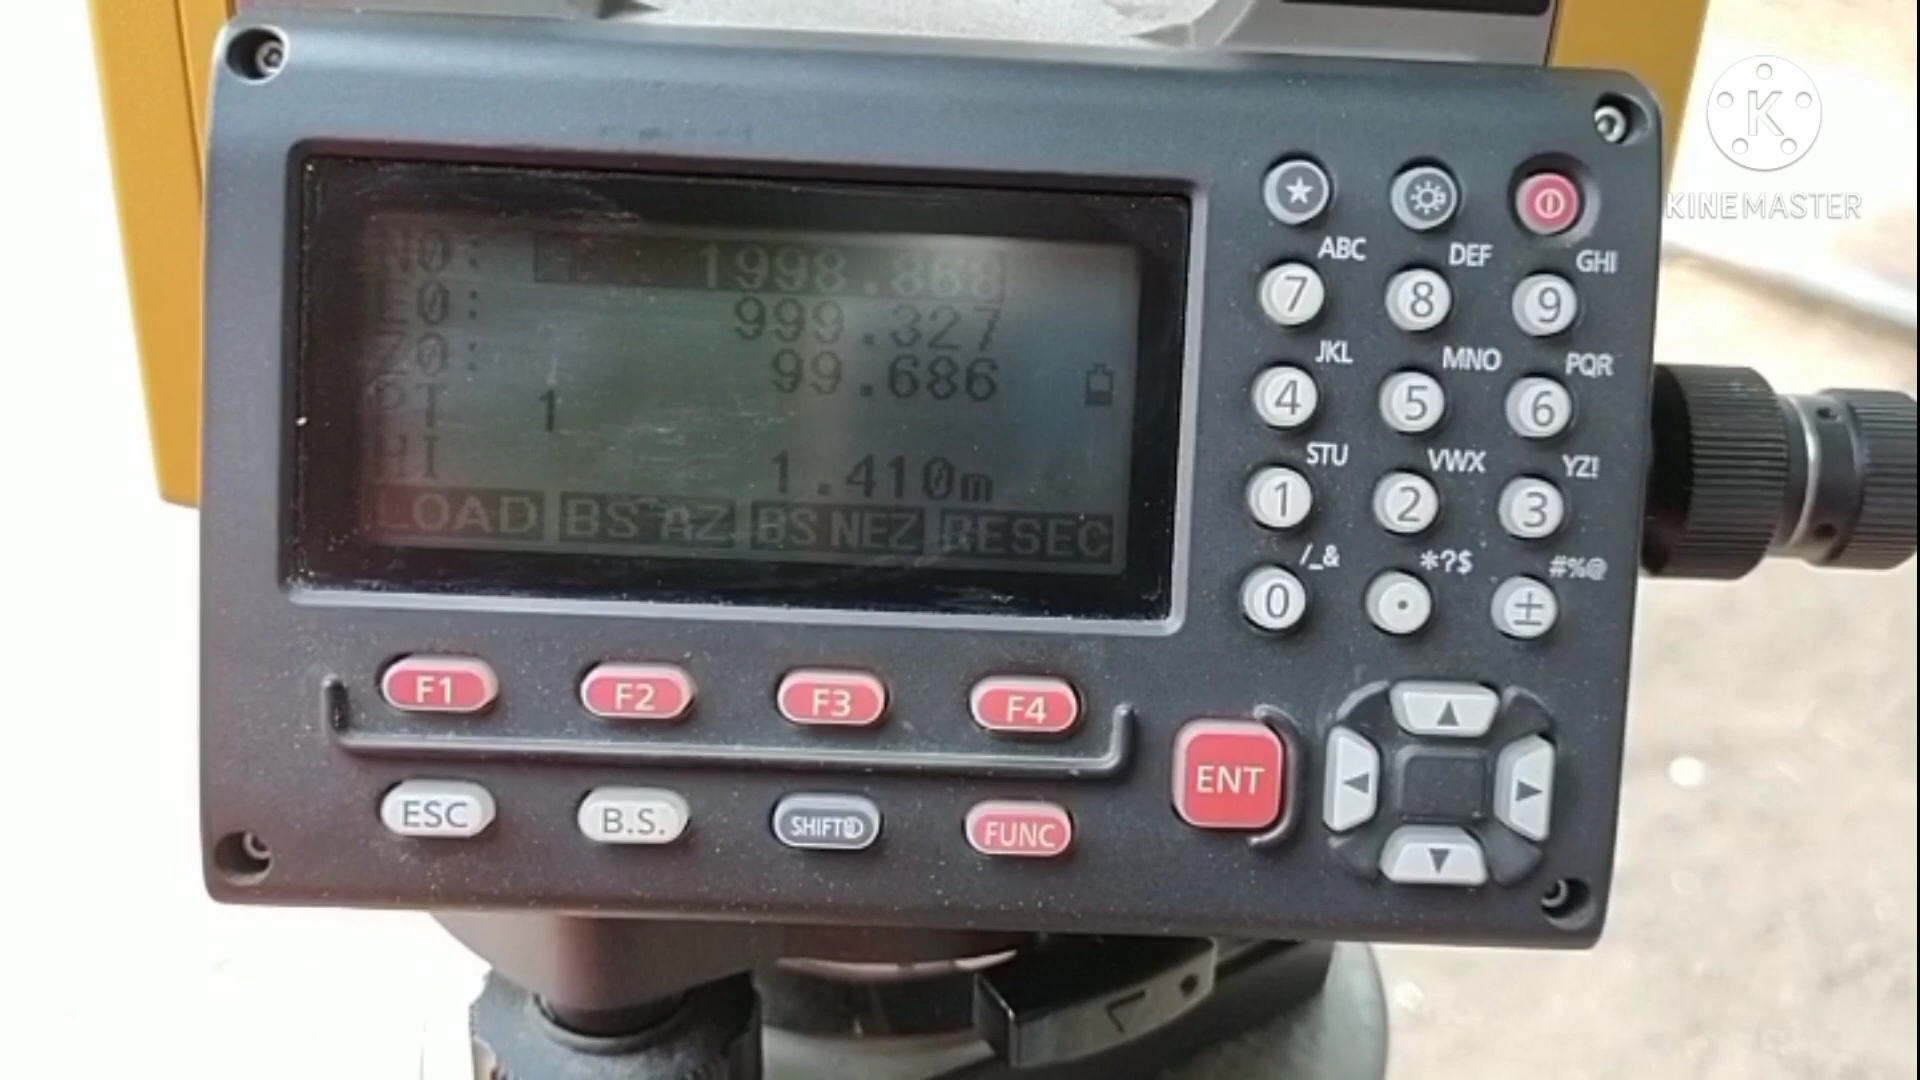 N0: 1998.868
E0: 999.327
Z0: 99.686
PT 1
HI 1.410m
LOAD BS AZ BS NEZ RESEC
K
KINEMASTER
ABC DEF GHI
7 8 9
JKL MNO PQR
4 5 6
STU VWX YZ!
1 2 3
/_& *?$ #%@
0 . ±
F1 F2 F3 F4
ENT
ESC B.S. SHIFT FUNC